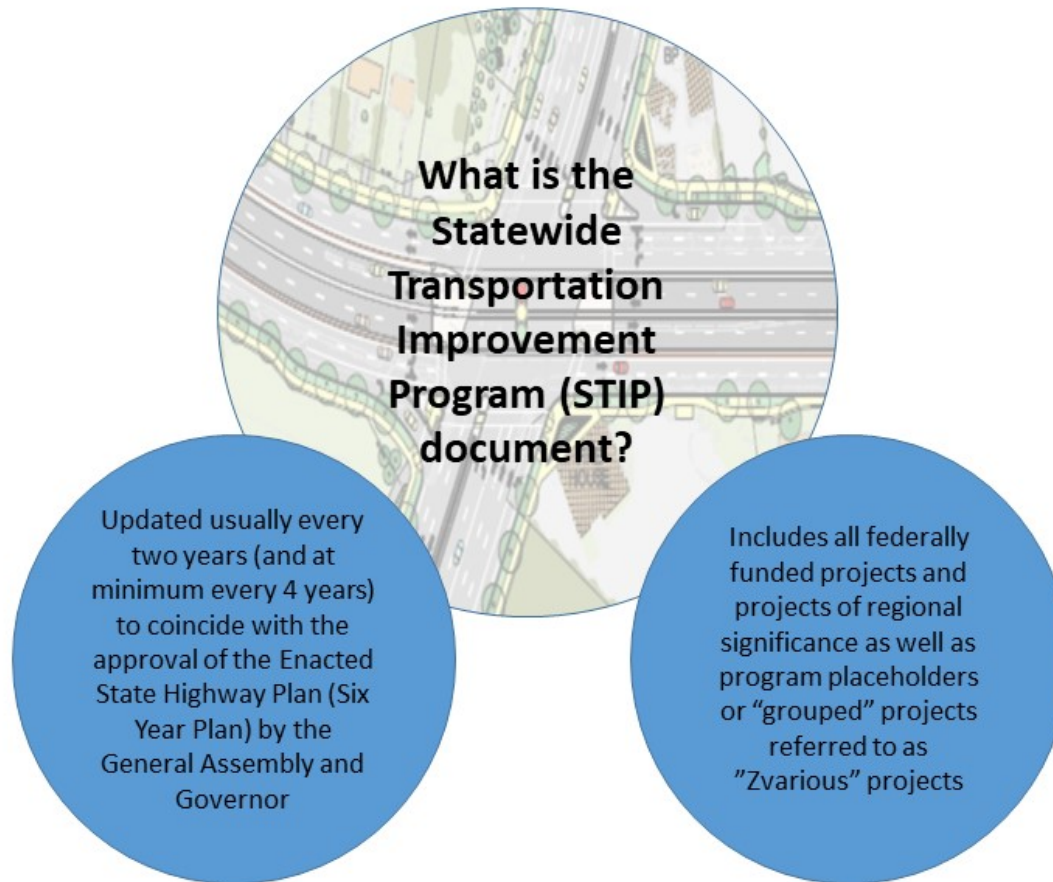 BP
What is the
Statewide
Transportation
Improvement
Program (STIP)
document?
HOUSE
Updated usually every
two years (and at
minimum every 4 years)
to coincide with the
approval of the Enacted
State Highway Plan (Six
Year Plan) by the
General Assembly and
Governor
Includes all federally
funded projects and
projects of regional
significance as well as
program placeholders
or “grouped” projects
referred to as
”Zvarious” projects